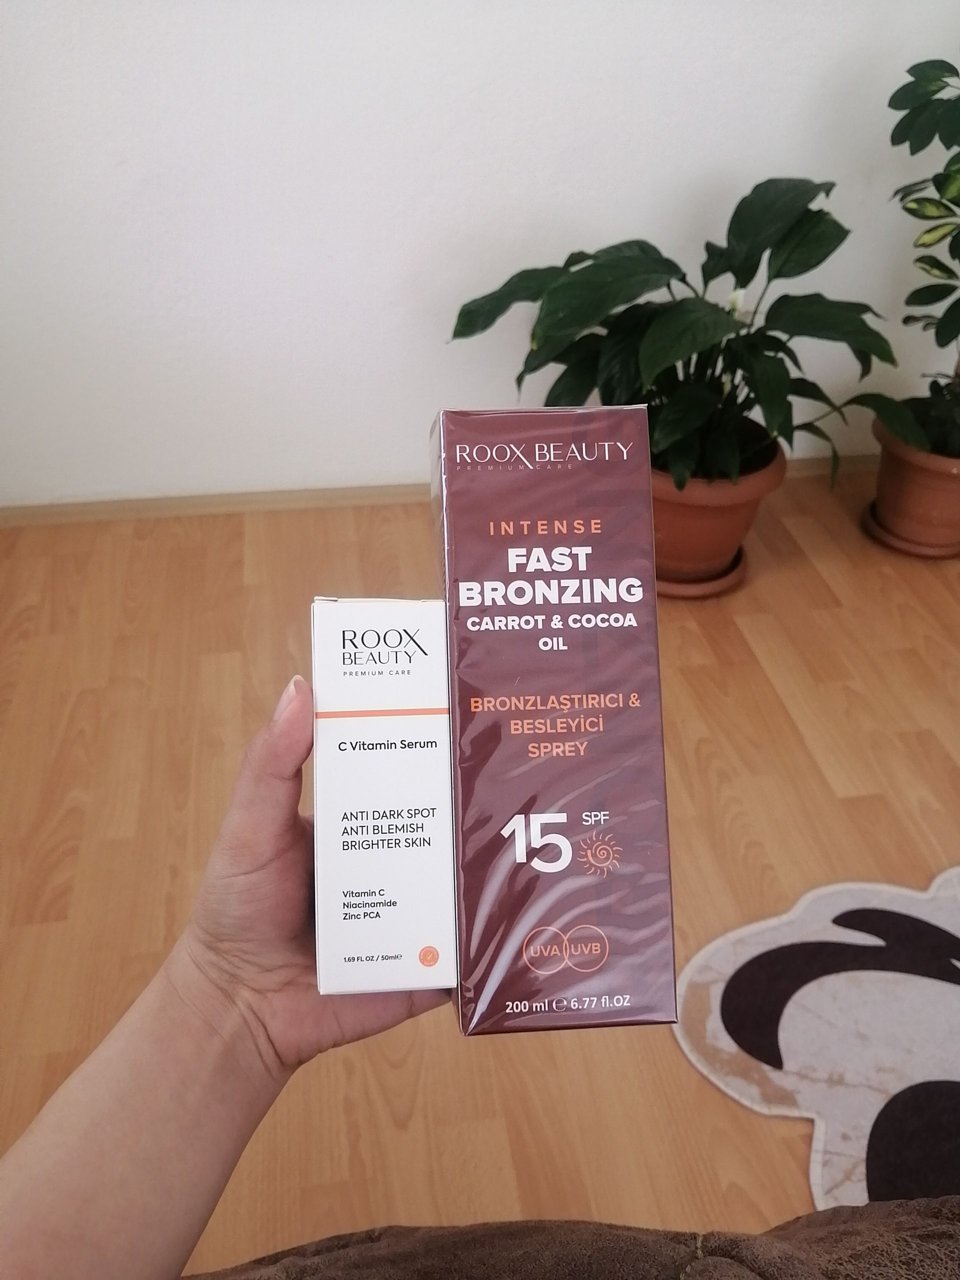 ROOX BEAUTY
PREMIUM CARE
INTENSE
FAST
BRONZING
CARROT & COCOA
OIL
BRONZLAŞTIRICI &
BESLEYİCİ
SPREY
15 SPF
UVA UVB
200 ml ℮ 6.77 fl.OZ
ROOX
BEAUTY
PREMIUM CARE
C Vitamin Serum
ANTI DARK SPOT
ANTI BLEMISH
BRIGHTER SKIN
Vitamin C
Niacinamide
Zinc PCA
1.69 FL OZ / 50ml℮